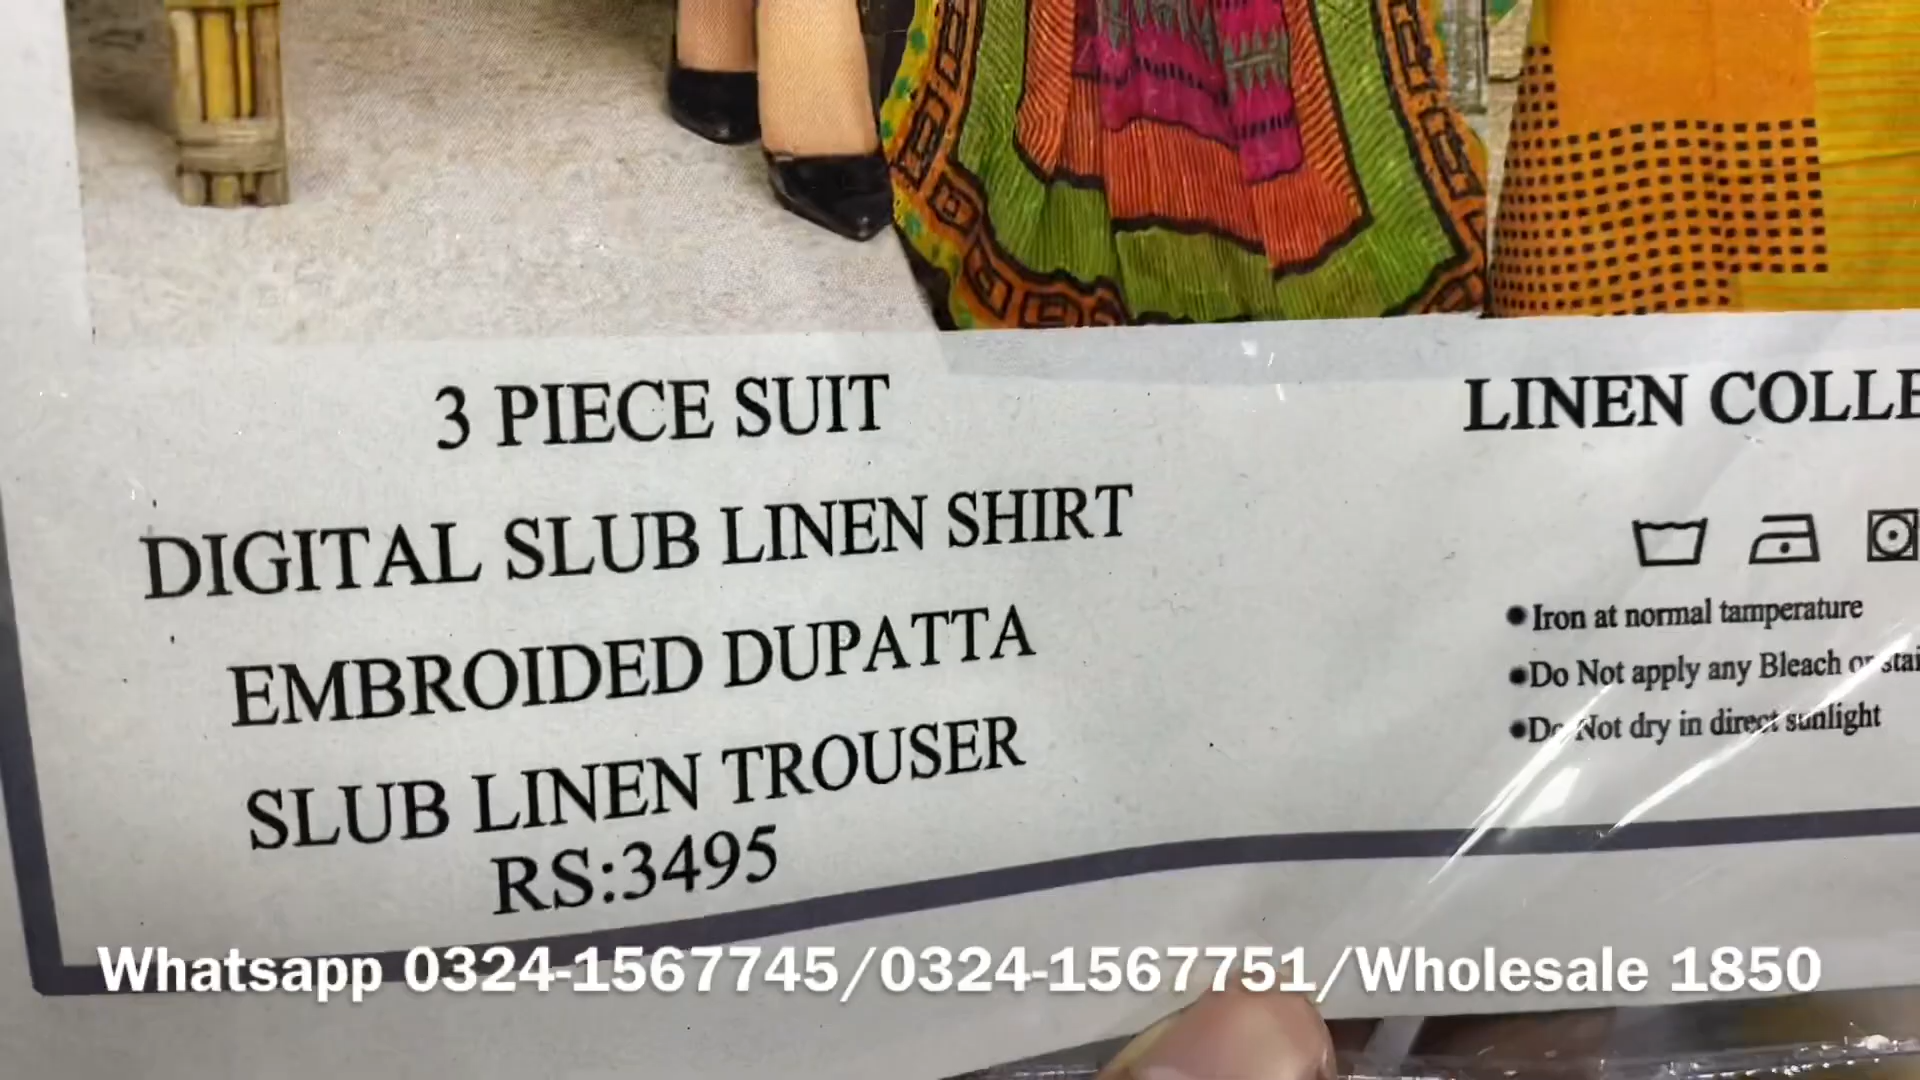 3 PIECE SUIT
DIGITAL SLUB LINEN SHIRT
EMBROIDED DUPATTA
SLUB LINEN TROUSER
RS:3495
LINEN COLLE
Iron at normal tamperature
Do Not apply any Bleach or stai
Do Not dry in direct sunlight
Whatsapp 0324-1567745/0324-1567751/Wholesale 1850